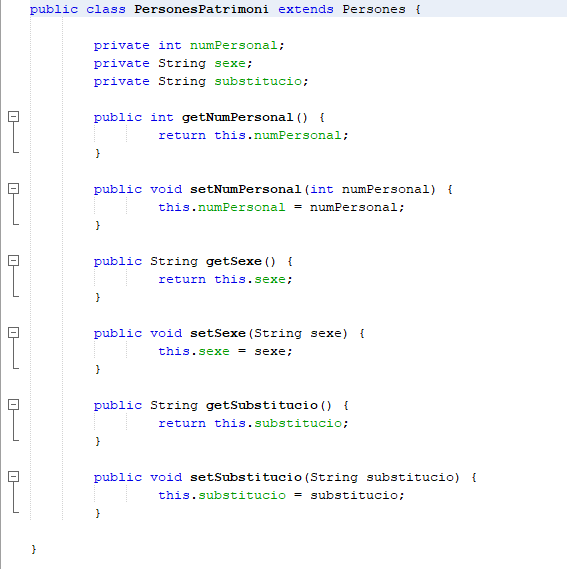 public class PersonesPatrimoni extends Persones {
private int numPersonal;
private String sexe;
private String substitucio;
public int getNumPersonal() {
return this.numPersonal;
}
public void setNumPersonal(int numPersonal) {
this.numPersonal = numPersonal;
}
public String getSexe() {
return this.sexe;
}
public void setSexe(String sexe) {
this.sexe = sexe;
}
public String getSubstitucio() {
return this.substitucio;
}
public void setSubstitucio(String substitucio) {
this.substitucio = substitucio;
}
}